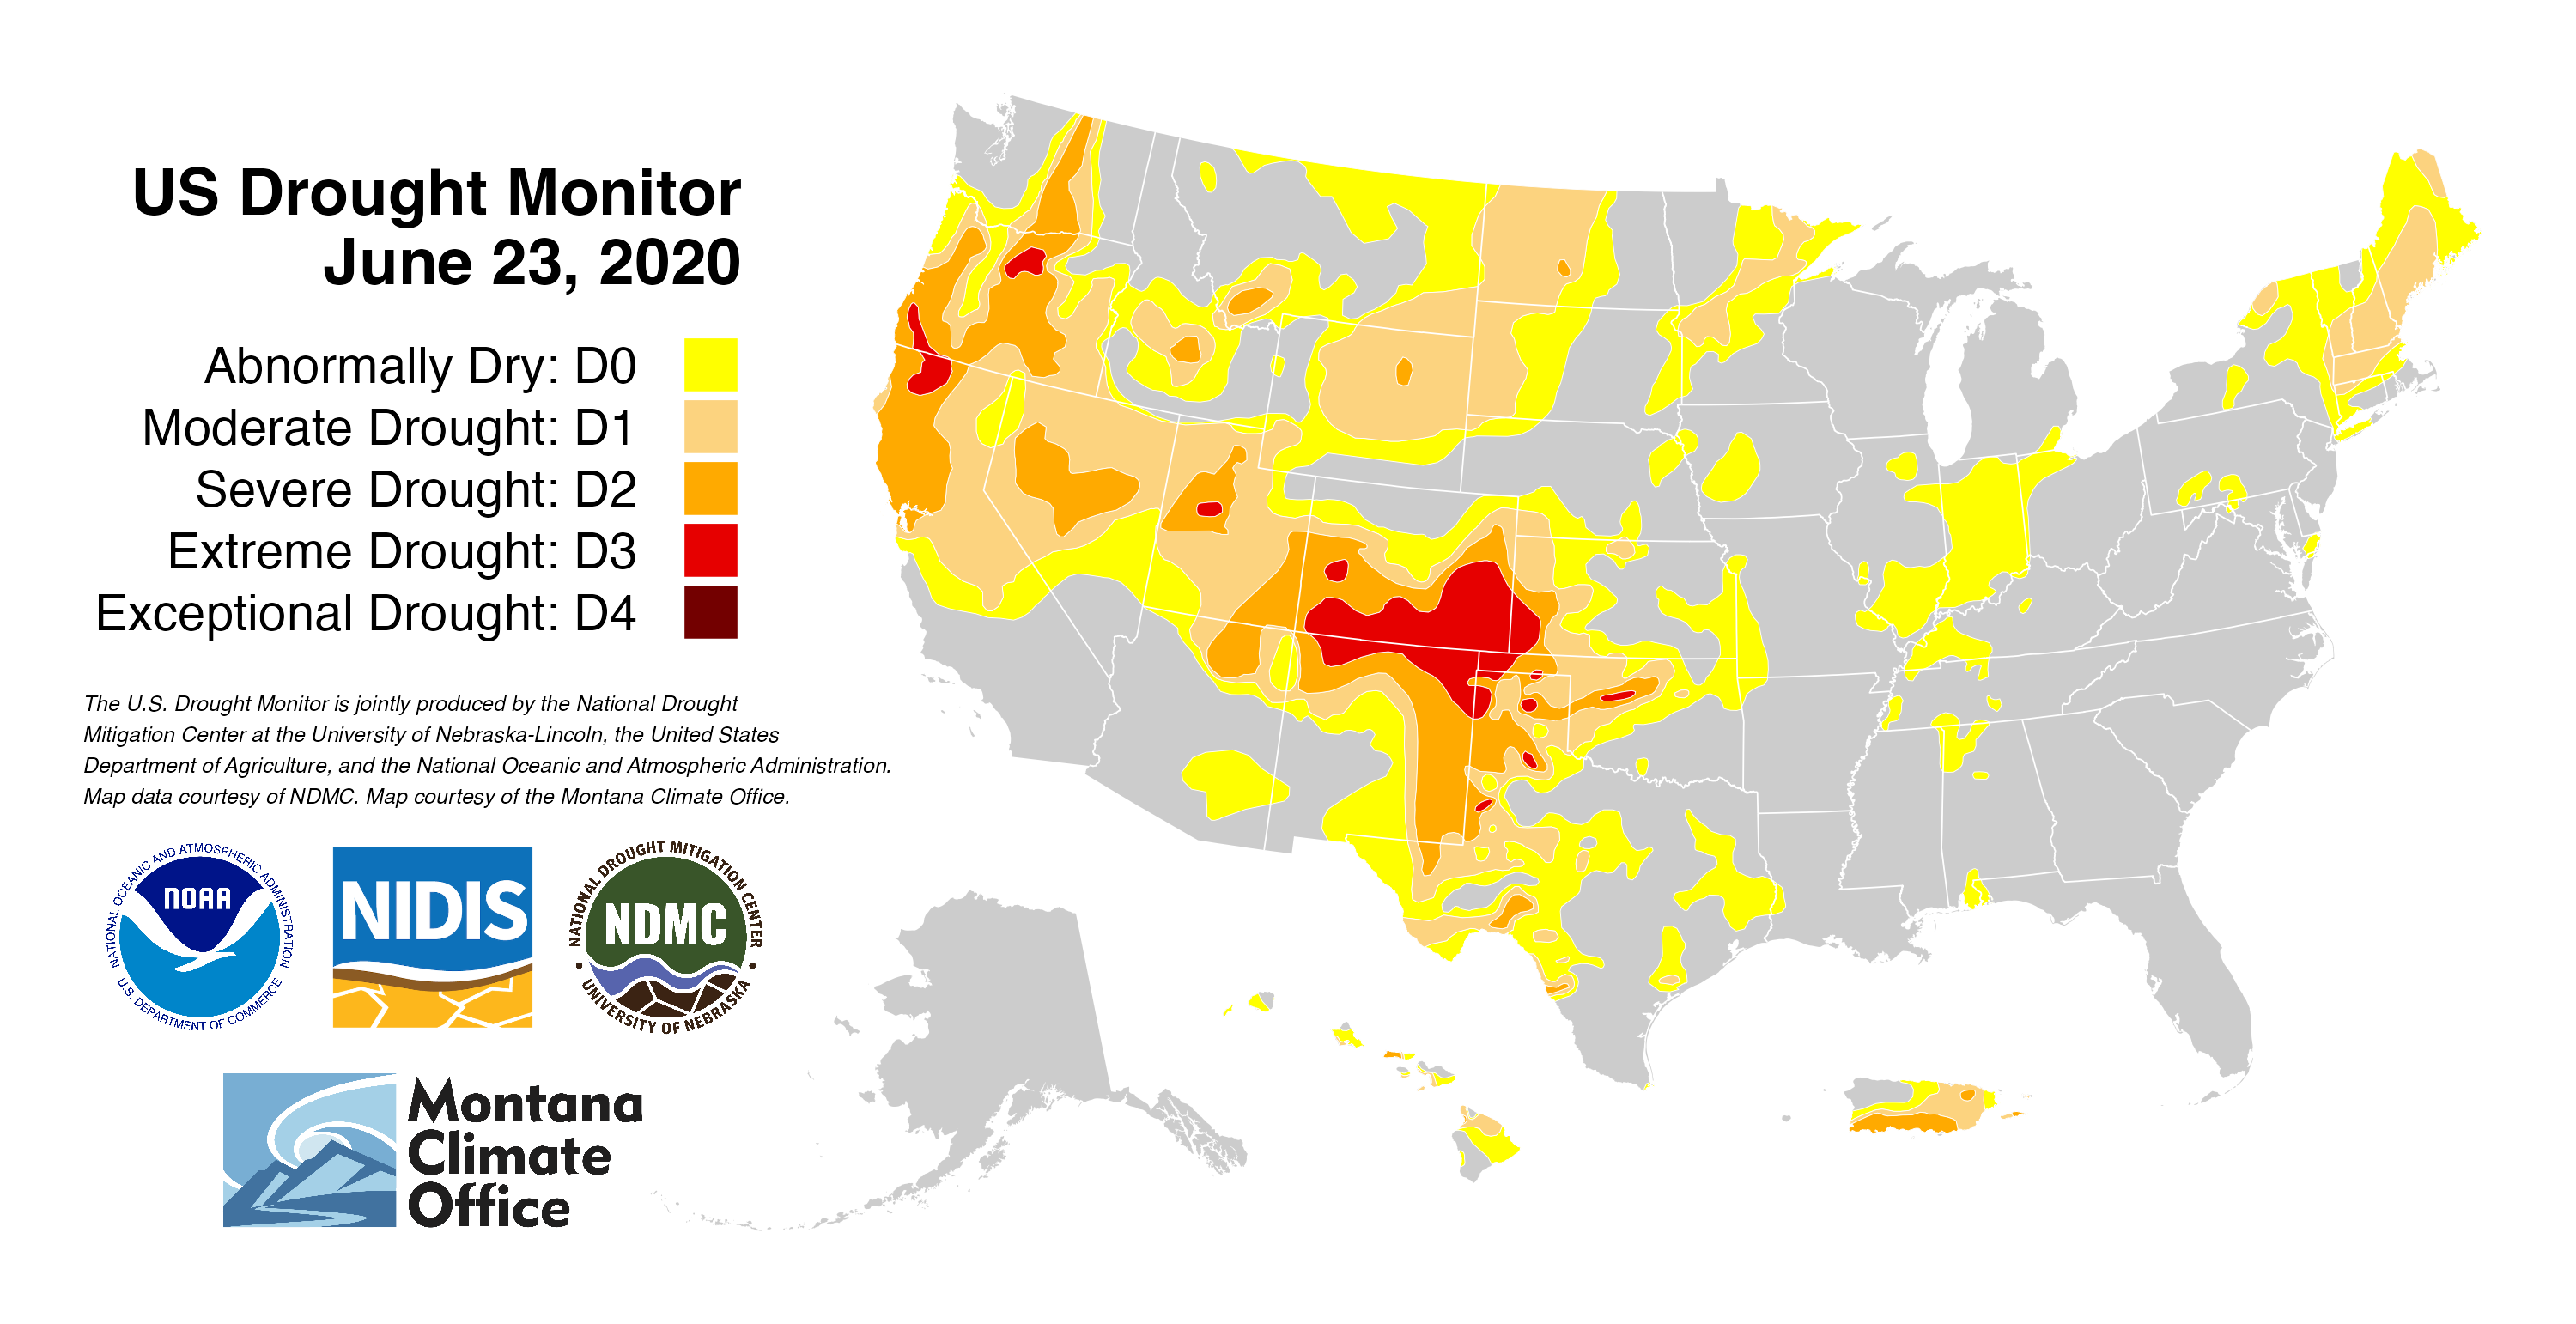 US Drought Monitor
June 23, 2020
Abnormally Dry: D0
Moderate Drought: D1
Severe Drought: D2
Extreme Drought: D3
Exceptional Drought: D4
The U.S. Drought Monitor is jointly produced by the National Drought
Mitigation Center at the University of Nebraska-Lincoln, the United States
Department of Agriculture, and the National Oceanic and Atmospheric Administration.
Map data courtesy of NDMC. Map courtesy of the Montana Climate Office.
NATIONAL OCEANIC AND ATMOSPHERIC ADMINISTRATION
NOAA
U.S. DEPARTMENT OF COMMERCE
NIDIS
NATIONAL DROUGHT MITIGATION CENTER
NDMC
UNIVERSITY OF NEBRASKA
Montana
Climate
Office